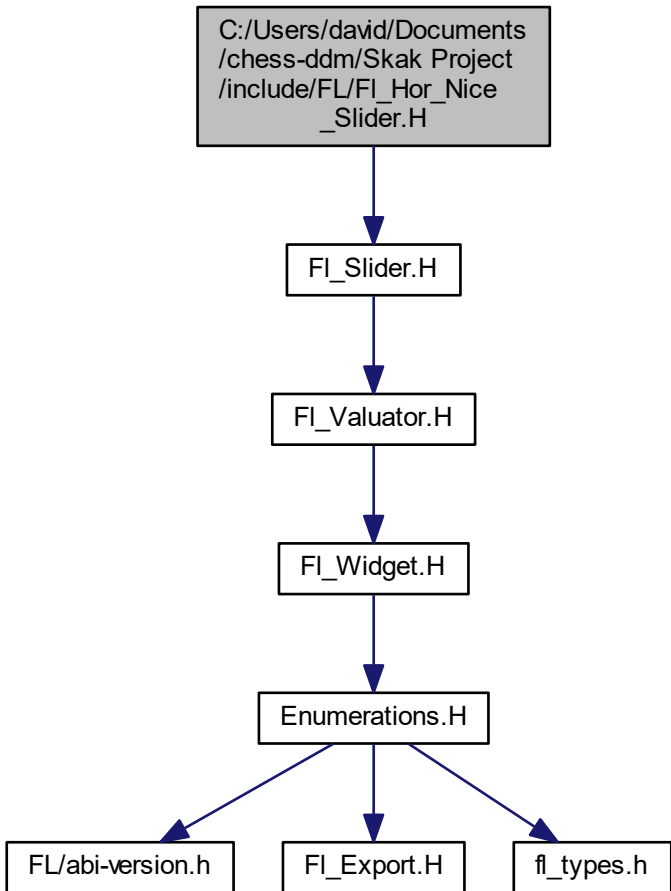 C:/Users/david/Documents
/chess-ddm/Skak Project
/include/FL/Fl_Hor_Nice
_Slider.H
Fl_Slider.H
Fl_Valuator.H
Fl_Widget.H
Enumerations.H
FL/abi-version.h
Fl_Export.H
fl_types.h